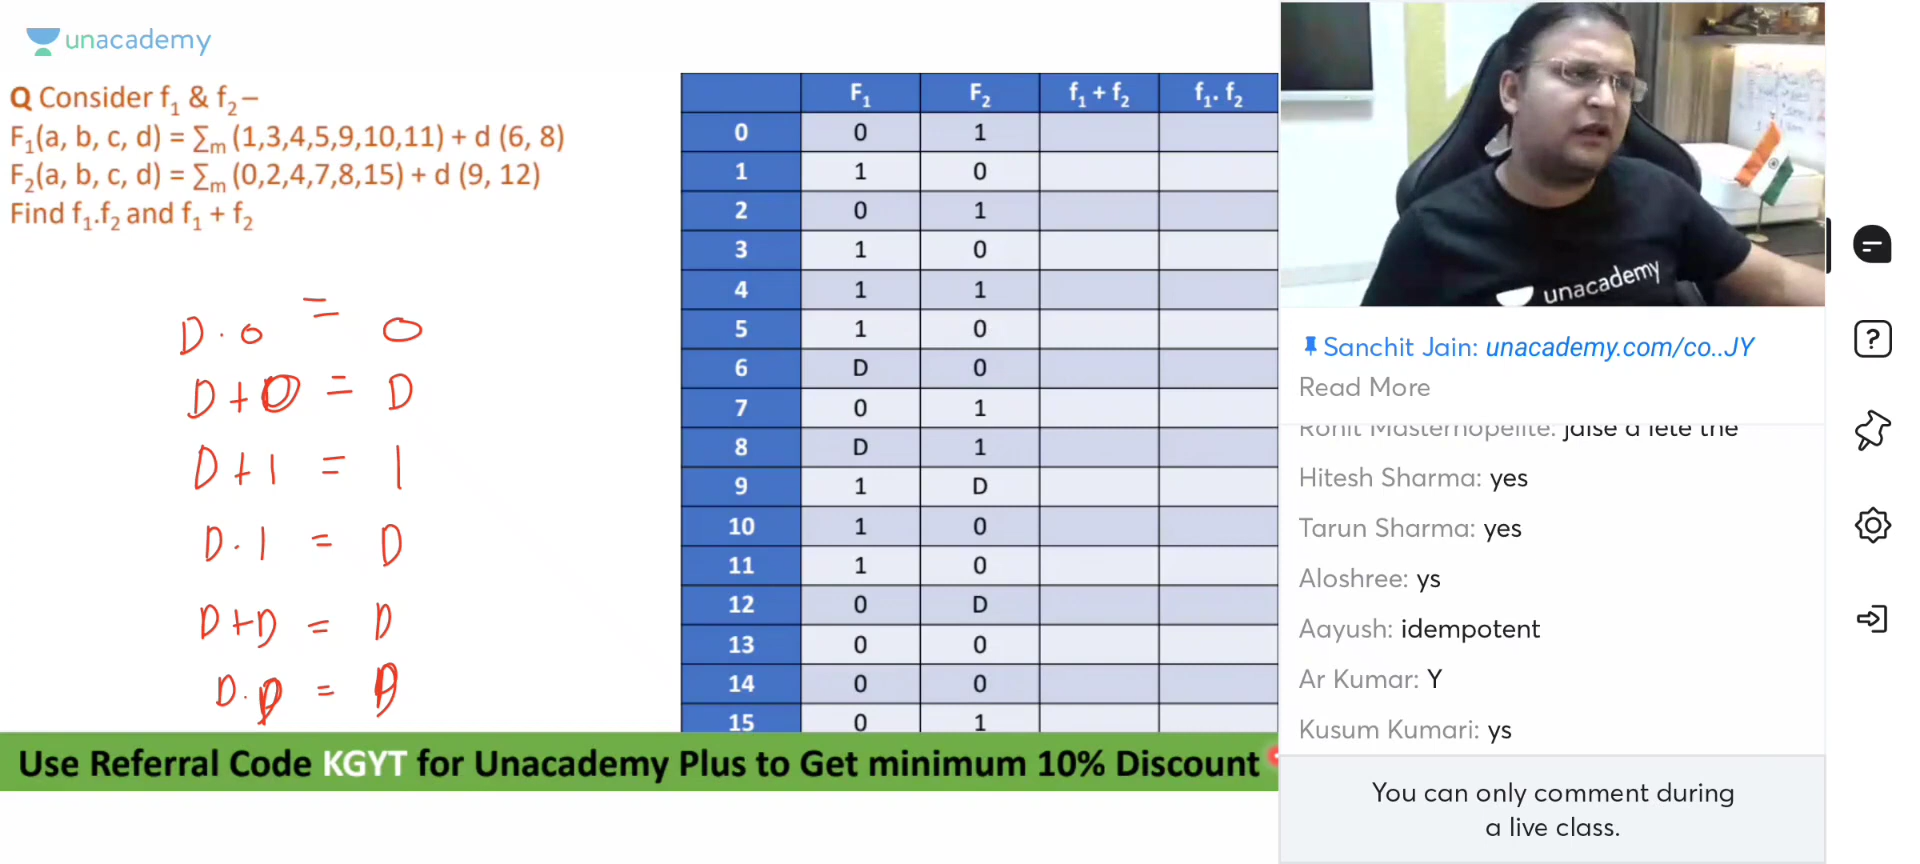 unacademy
Q Consider f₁ & f₂ –
F₁(a, b, c, d) = ∑ₘ (1,3,4,5,9,10,11) + d (6, 8)
F₂(a, b, c, d) = ∑ₘ (0,2,4,7,8,15) + d (9, 12)
Find f₁.f₂ and f₁ + f₂
D . 0 = 0
D + 0 = D
D + 1 = 1
D . 1 = D
D + D = D
D . D = D
F₁ F₂ f₁ + f₂ f₁. f₂
0 0 1
1 1 0
2 0 1
3 1 0
4 1 1
5 1 0
6 D 0
7 0 1
8 D 1
9 1 D
10 1 0
11 1 0
12 0 D
13 0 0
14 0 0
15 0 1
Use Referral Code KGYT for Unacademy Plus to Get minimum 10% Discount
unacademy
Sanchit Jain: unacademy.com/co..JY
Read More
Rohit Masterhopelite: jaise d lete the
Hitesh Sharma: yes
Tarun Sharma: yes
Aloshree: ys
Aayush: idempotent
Ar Kumar: Y
Kusum Kumari: ys
You can only comment during
a live class.
?